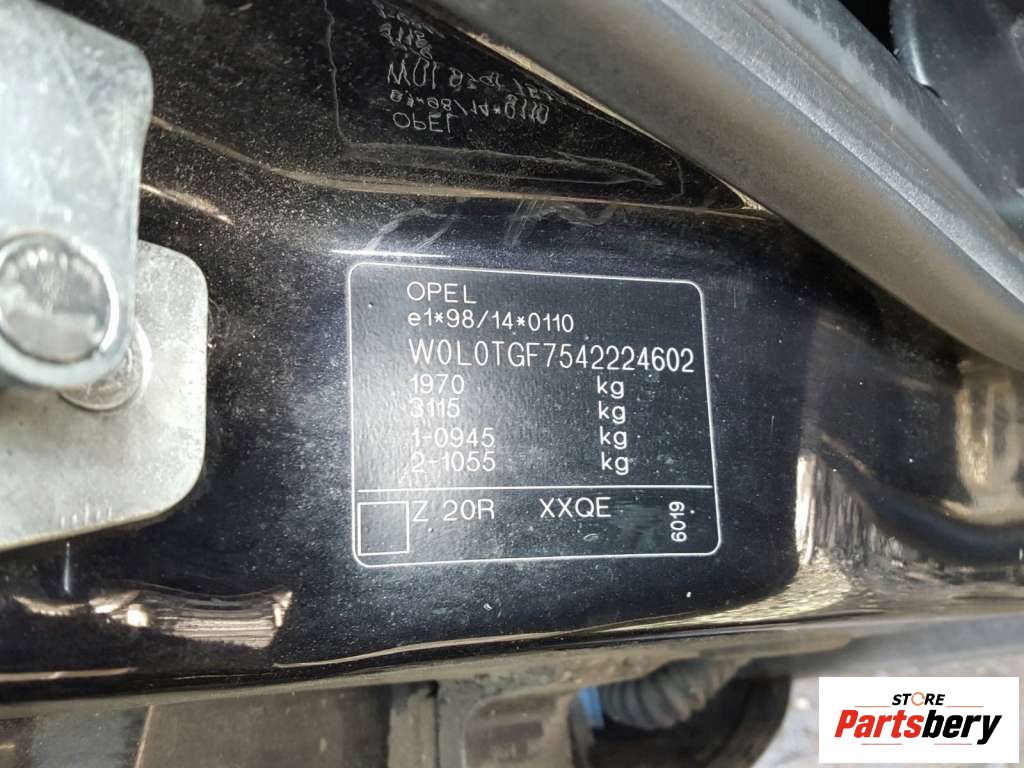 OPEL
e1*98/14*0110
W0L0TGF7542224602
1970 kg
3115 kg
1-0945 kg
2-1055 kg
Z 20R XXQE
6019
STORE
Partsbery